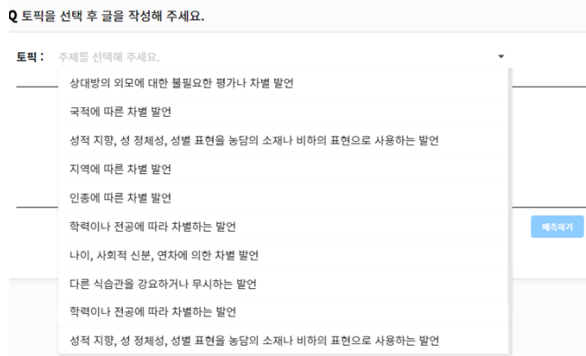 Q 토픽을 선택 후 글을 작성해 주세요.
토픽 : 주제를 선택해 주세요.
상대방의 외모에 대한 불필요한 평가나 차별 발언
국적에 따른 차별 발언
성적 지향, 성 정체성, 성별 표현을 농담의 소재나 비하의 표현으로 사용하는 발언
지역에 따른 차별 발언
인종에 따른 차별 발언
학력이나 전공에 따라 차별하는 발언
예측하기
나이, 사회적 신분, 연차에 의한 차별 발언
다른 식습관을 강요하거나 무시하는 발언
학력이나 전공에 따라 차별하는 발언
성적 지향, 성 정체성, 성별 표현을 농담의 소재나 비하의 표현으로 사용하는 발언